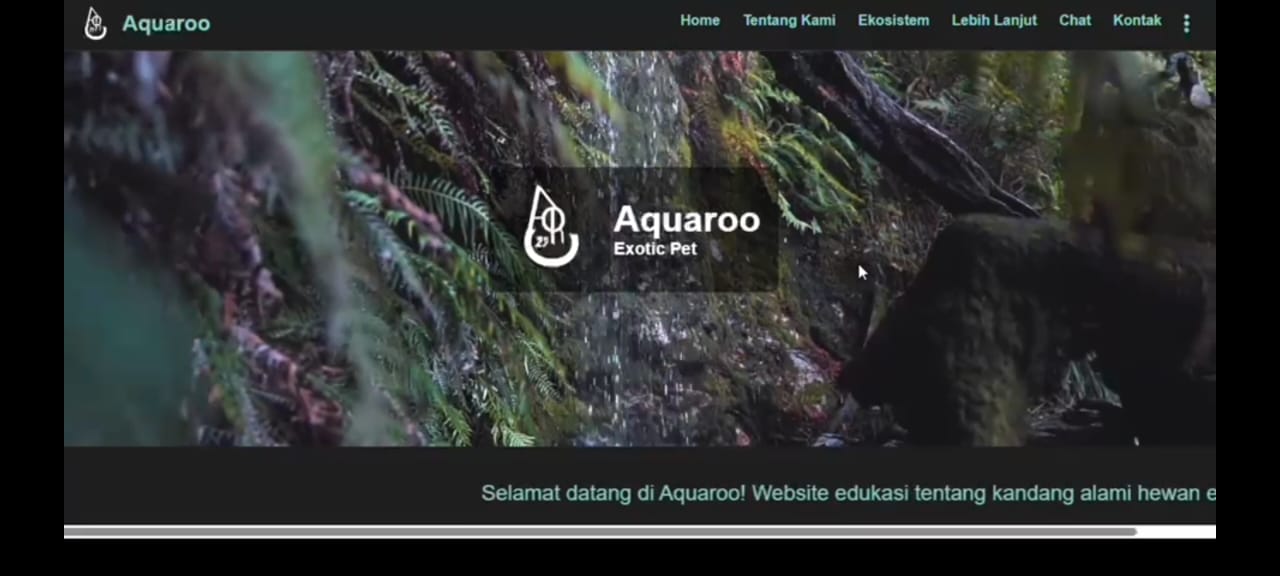 Aquaroo
Home Tentang Kami Ekosistem Lebih Lanjut Chat Kontak
Aquaroo
Exotic Pet
Selamat datang di Aquaroo! Website edukasi tentang kandang alami hewan e